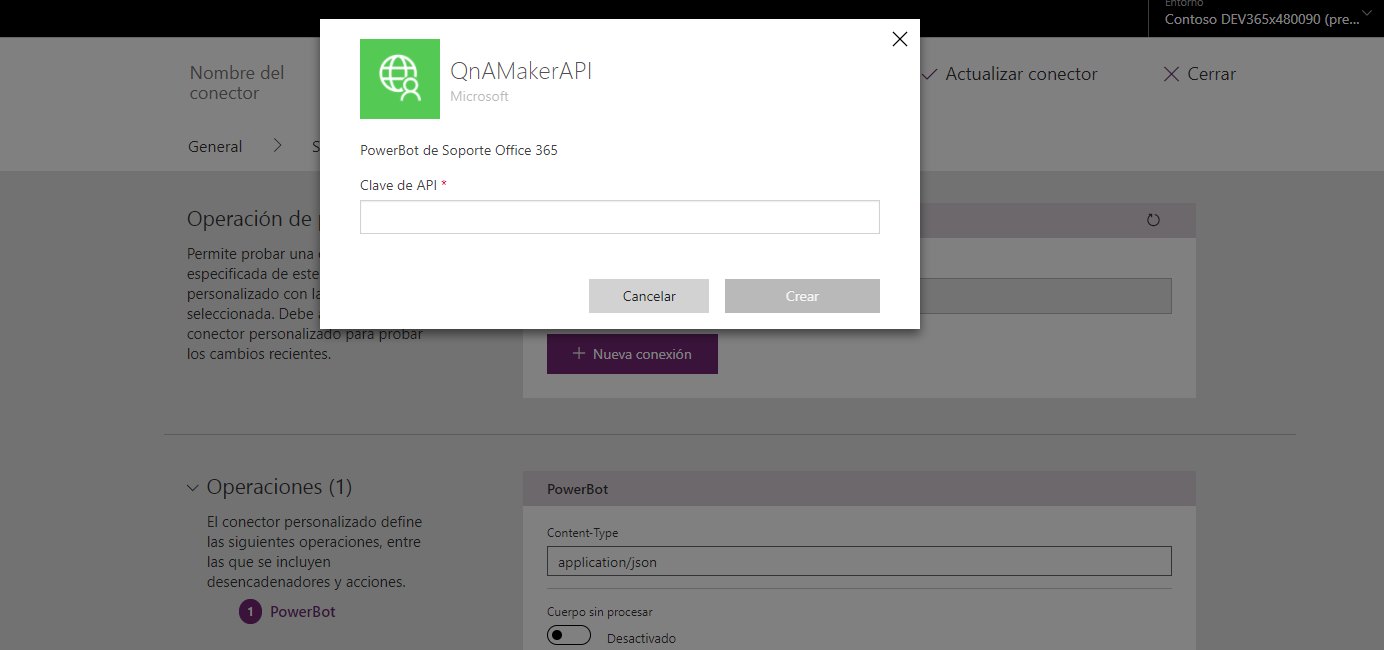 Entorno
Contoso DEV365x480090 (pre...
Nombre del
conector
Actualizar conector
Cerrar
General
S
QnAMakerAPI
Microsoft
PowerBot de Soporte Office 365
Clave de API *
Cancelar
Crear
Operación de p
Permite probar una
especificada de este
personalizado con la
seleccionada. Debe a
conector personalizado para probar
los cambios recientes.
Nueva conexión
Operaciones (1)
El conector personalizado define
las siguientes operaciones, entre
las que se incluyen
desencadenadores y acciones.
1 PowerBot
PowerBot
Content-Type
application/json
Cuerpo sin procesar
Desactivado